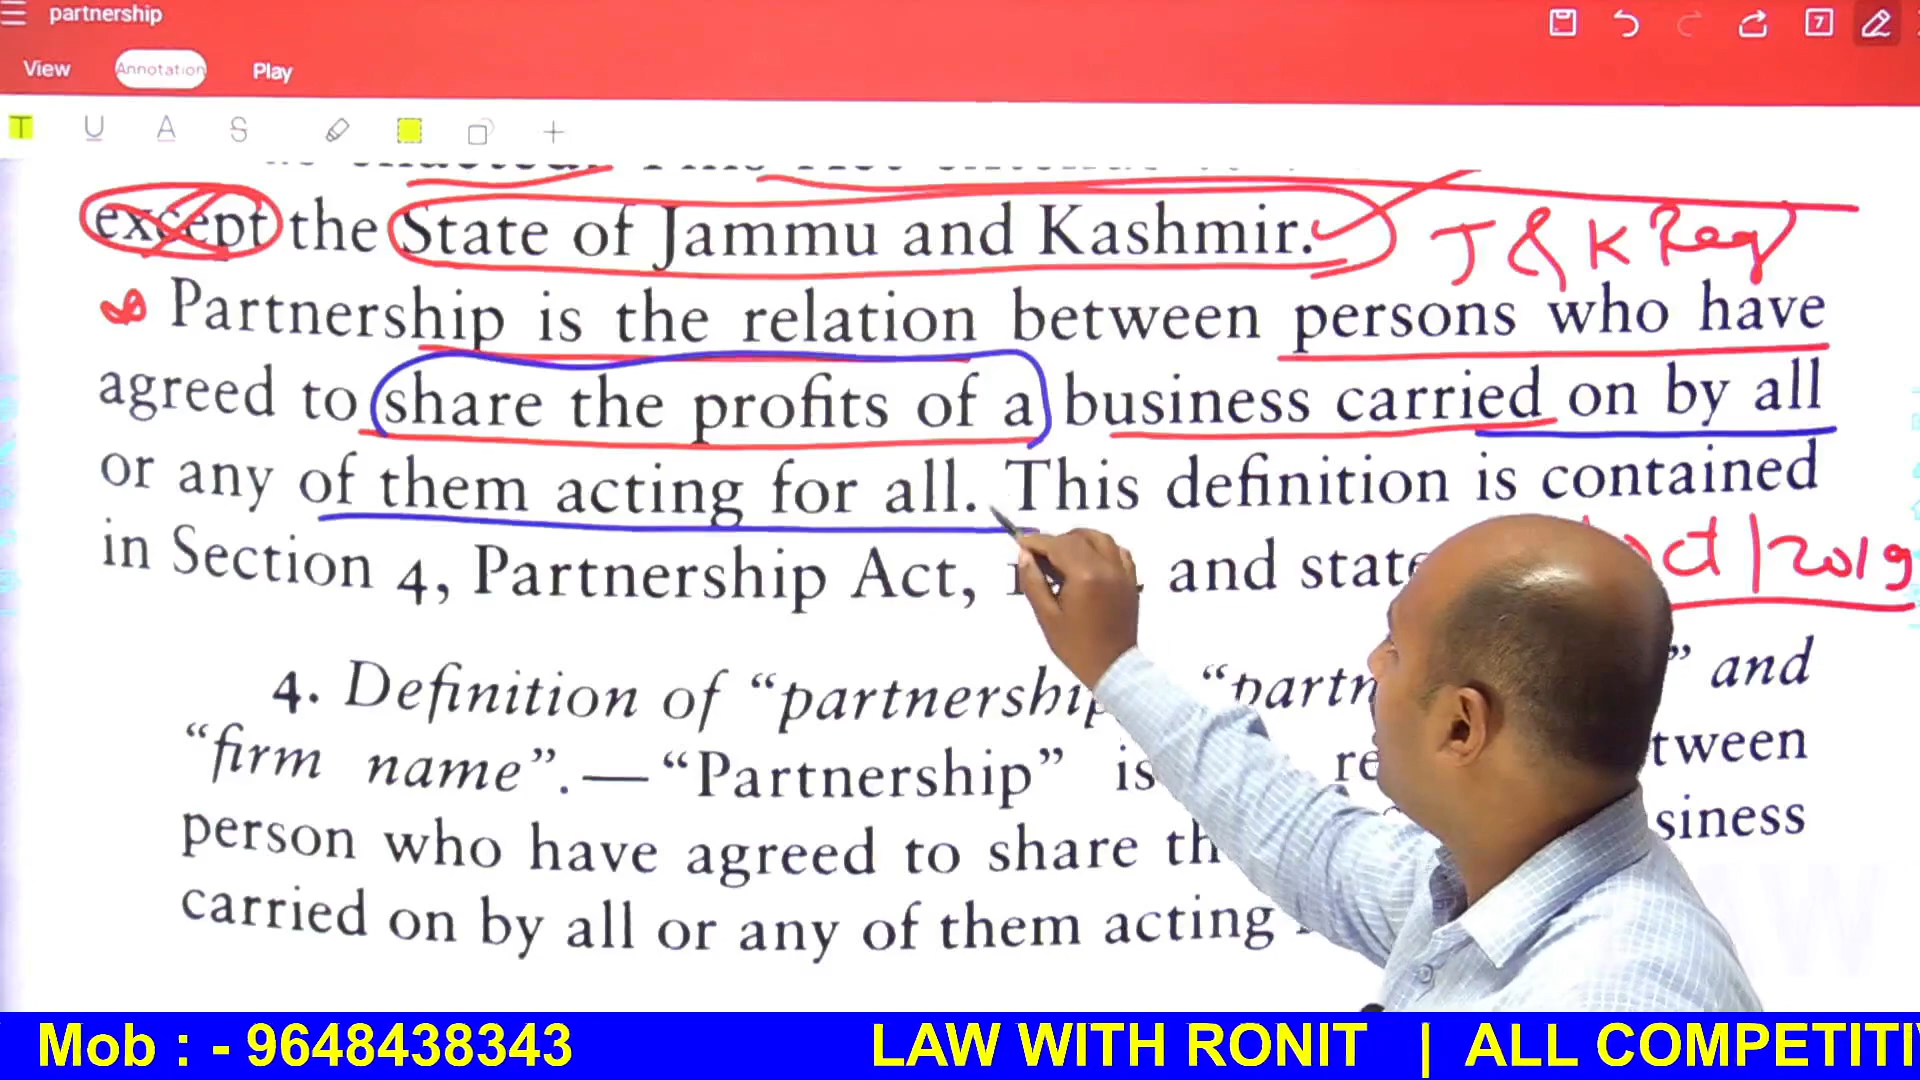 partnership
7
View Annotation Play
T U A S
except the State of Jammu and Kashmir. J & K Reg
Partnership is the relation between persons who have
agreed to share the profits of a business carried on by all
or any of them acting for all. This definition is contained
in Section 4, Partnership Act, and state
2019
4. Definition of “partnership “partn ” and
“firm name”.—“Partnership” is re tween
person who have agreed to share th siness
carried on by all or any of them acting
Mob : - 9648438343 LAW WITH RONIT | ALL COMPETITI